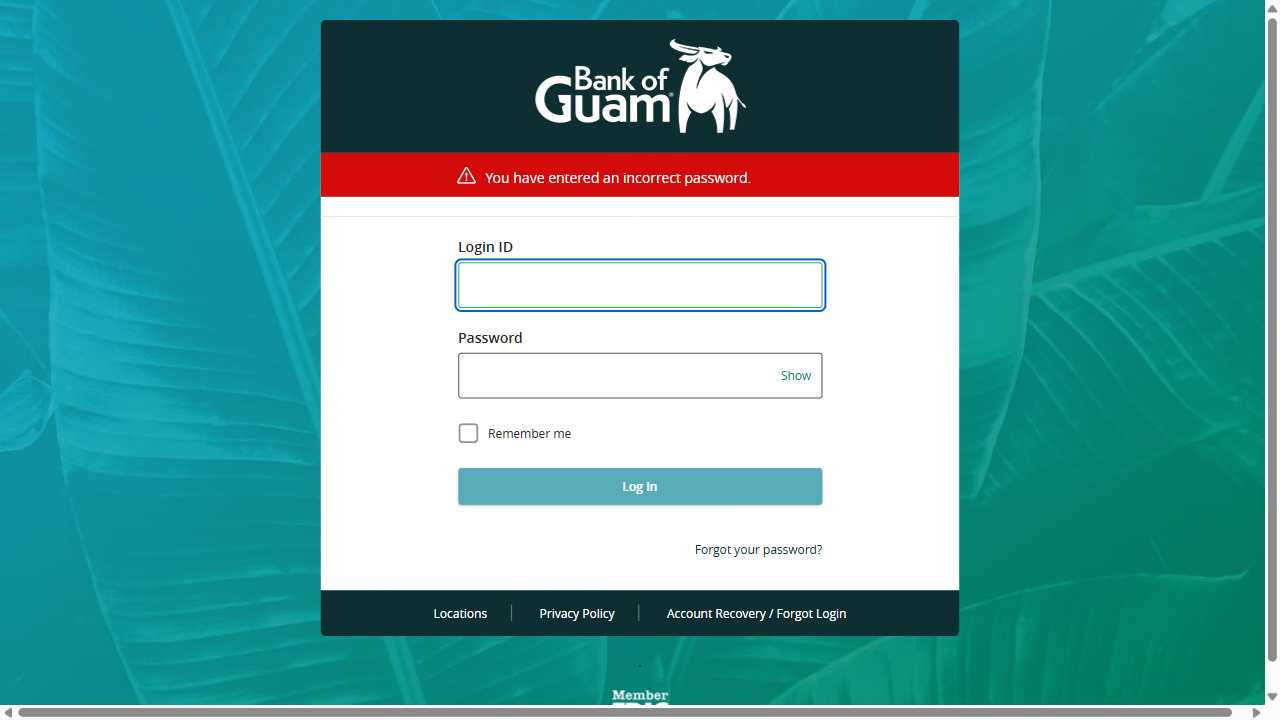 Bank of
Guam®
You have entered an incorrect password.
Login ID
Password
Show
Remember me
Log In
Forgot your password?
Locations
Privacy Policy
Account Recovery / Forgot Login
.
Member